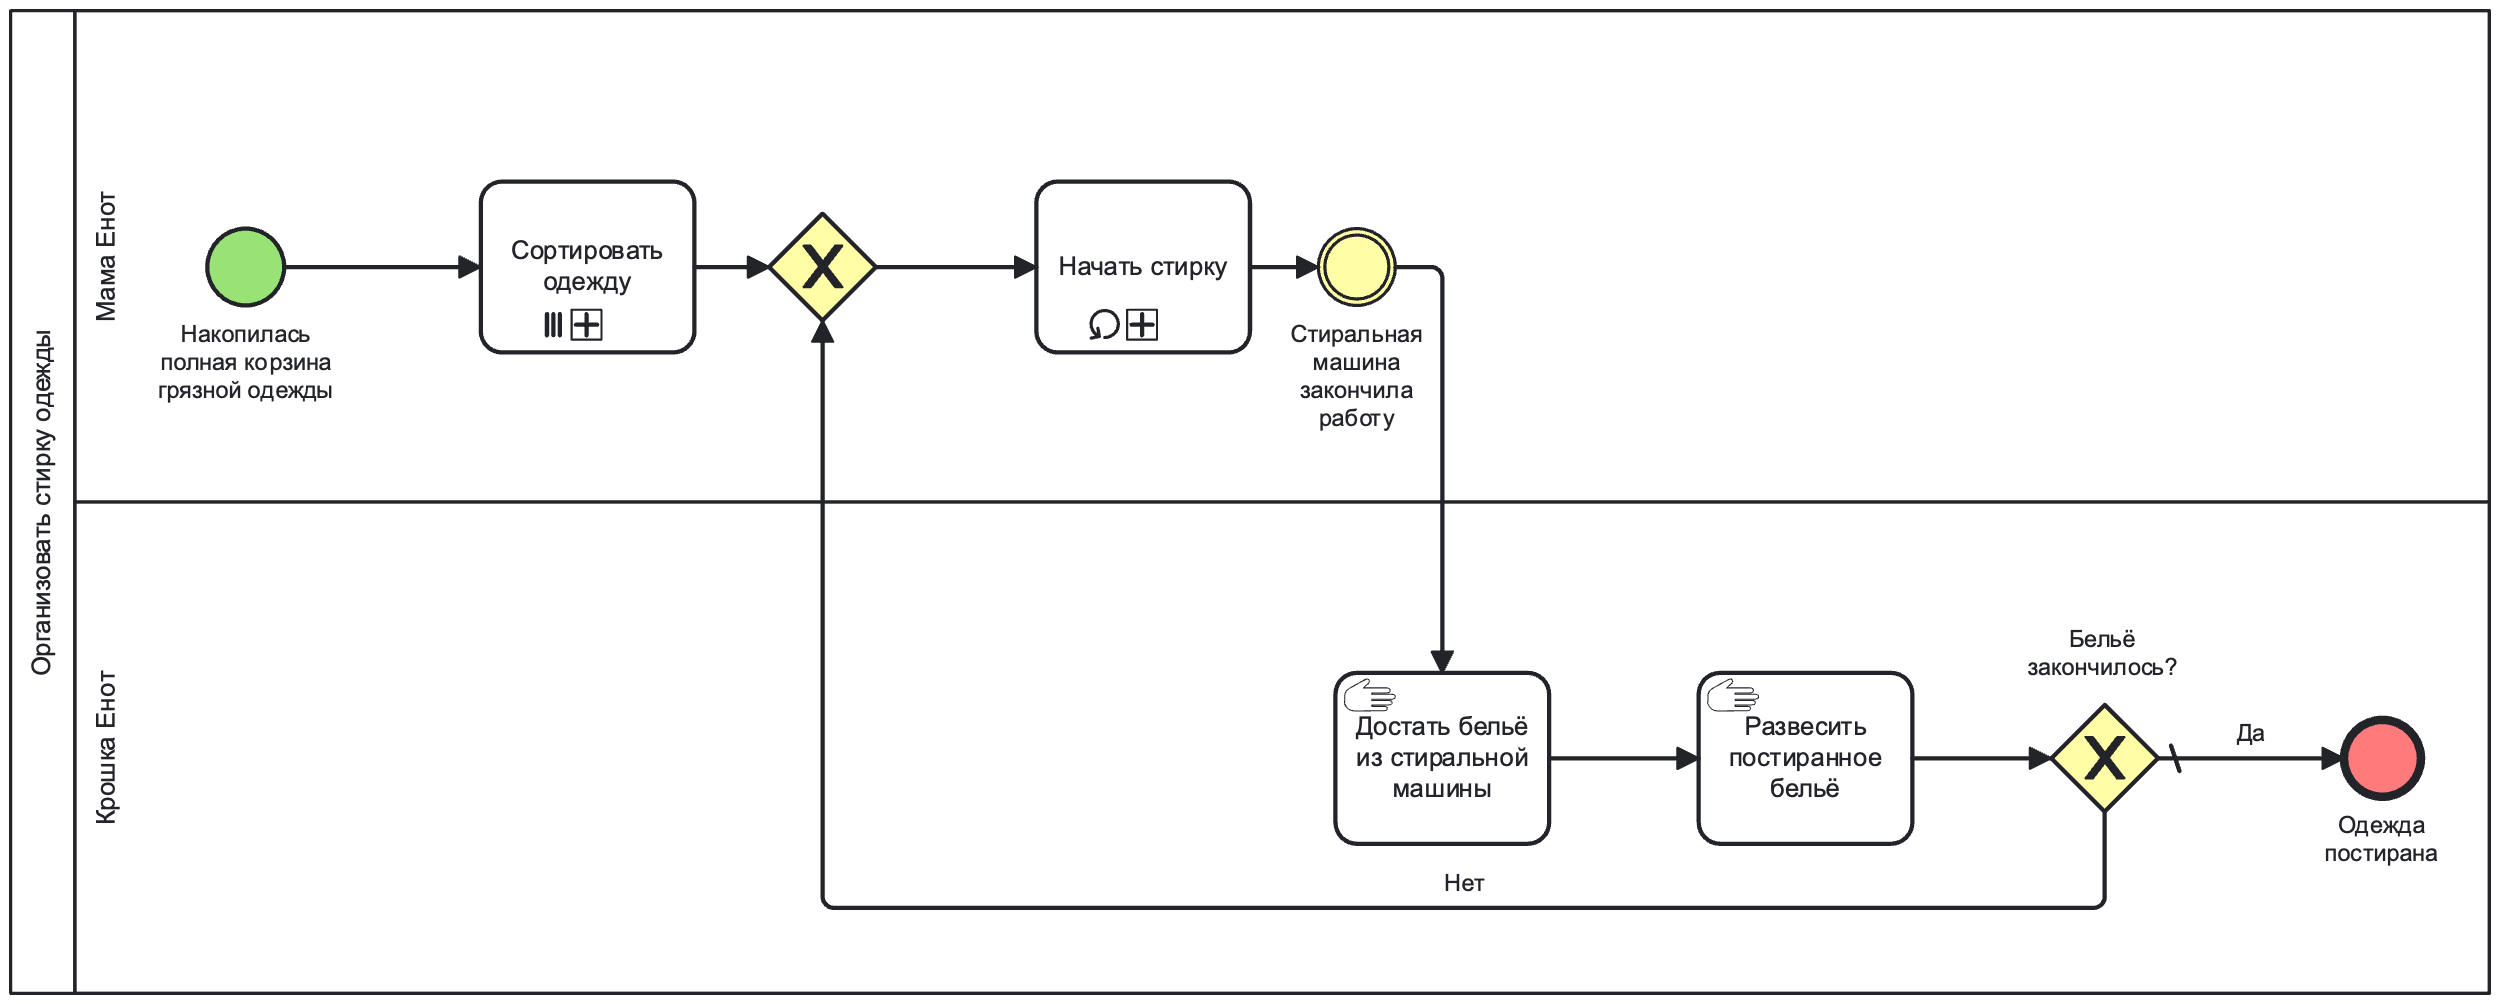 Организовать стирку одежды
Мама Енот
Накопилась
полная корзина
грязной одежды
Сортировать
одежду
Начать стирку
Стиральная
машина
закончила
работу
Крошка Енот
Достать бельё
из стиральной
машины
Развесить
постиранное
бельё
Бельё
закончилось?
Да
Нет
Одежда
постирана